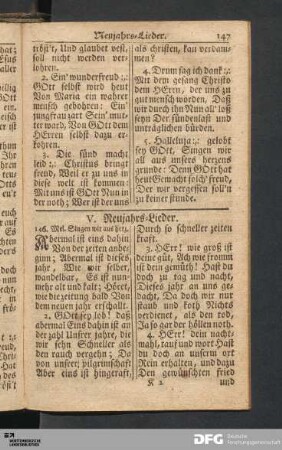 Neujahrs-Lieder. 147
tröst't, Und glaubet vest,
soll nicht werden ver-
lohren.
2. Ein' wunderfreud :,:
GOtt selbst wird heut
Von Maria ein wahrer
mensch gebohren: Ein
jungfrau zart Sein' mut-
ter ward, Von GOtt dem
HErren selbst dazu er-
kohren.
3. Die sünd macht
leid :,: Christus bringt
freud, Weil er zu uns in
diese welt ist kommen:
Mit uns ist GOtt Nun in
der noth; Wer ist der uns
als christen, kan verdam-
men?
4. Drum sag ich dank :,:
Mit dem gesang Christo
dem HErrn, der uns zu
gut mensch worden, Daß
wir durch ihn Nun all' loß
seyn Der sündenlast und
unträglichen bürden.
5. Halleluja :,: gelobt
sey GOtt, Singen wir
all aus unsers herzens
grunde: Denn GOtt hat
heut Gemacht solch' freud,
Der wir vergessen soll'n
zu keiner stunde.
V. Neujahrs-Lieder.
146. Mel. Singen wir aus herz.
Abermal ist eins dahin
Von der zeiten ander
ginn; Abermal ist dieses
jahr, Wie wir selber,
wandelbar, Es ist nun-
mehr alt und kalt; Höret,
wie die zeitung bald Von
dem neuen jahr erschallt.
2. GOtt sey lob! daß
abermal Eins dahin ist an
der zahl Unsrer jahre, die
wir sehn Schneller als
den rauch vergehn; Da
von unsrer pilgrimschaft
Aber eins ist hingeraft,
Durch so schneller zeiten
kraft.
3. HErr! wie groß ist
deine güt, Ach wie fromm
ist dein gemüth! Hast du
doch zu tag und nacht,
Dieses jahr an uns ge-
dacht, Da doch wir nur
stand und koth Nichts
verdienet, als den tod,
Ja so gar der höllen noth.
4. HErr! dein nacht-
mahl, tauf und wort Hast
du doch an unserm ort
Rein erhalten, und dazu
Den gewünschten fried
K 2 und
DFG Deutsche
Forschungsgemeinschaft